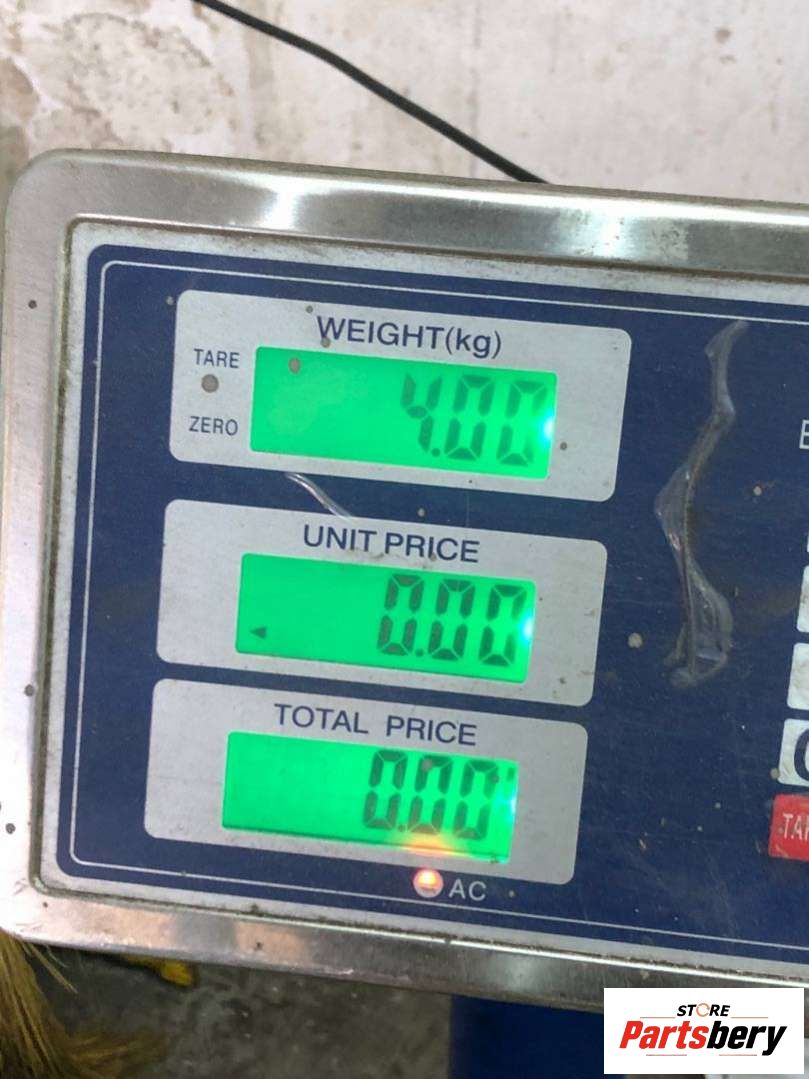 WEIGHT(kg)
TARE
4.00
ZERO
UNIT PRICE
0.00
TOTAL PRICE
0.00
AC
STORE
Partsbery